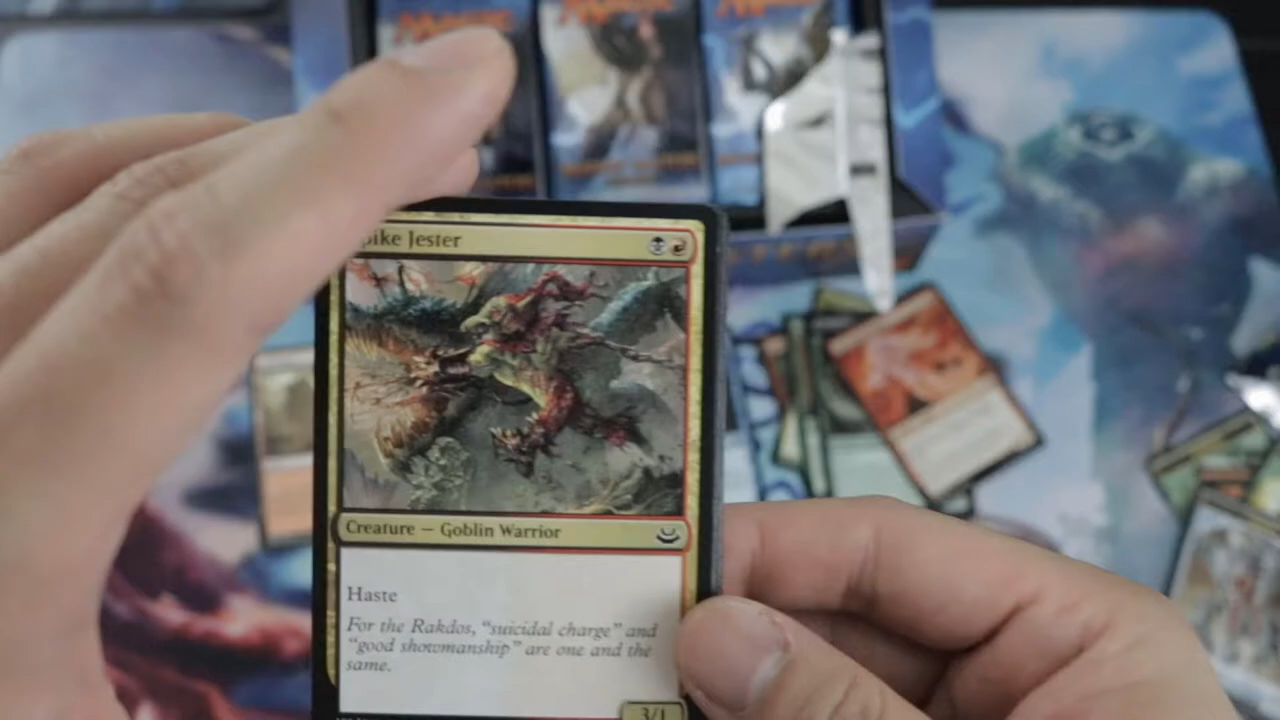 MAGIC
pike Jester
Creature — Goblin Warrior
Haste
For the Rakdos, “suicidal charge” and
“good showmanship” are one and the
same.
3/1